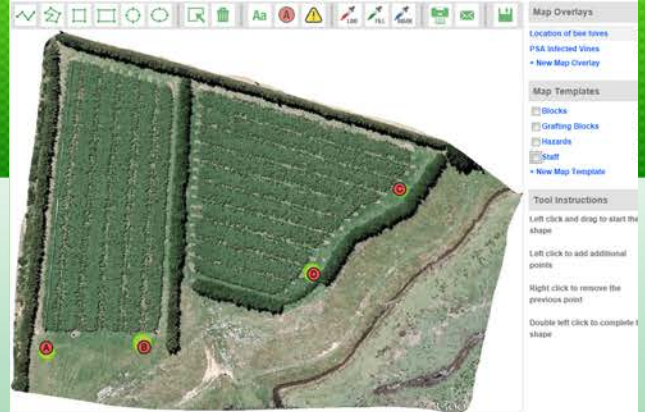 Aa
A
LINE
FILL
Map Overlays
Location of bee hives
PSA Infected Vines
+ New Map Overlay
Map Templates
Blocks
Grafting Blocks
Hazards
Staff
+ New Map Template
Tool Instructions
Left click and drag to start the
shape
Left click to add additional
points
Right click to remove the
previous point
Double left click to complete
shape
C
D
A
B